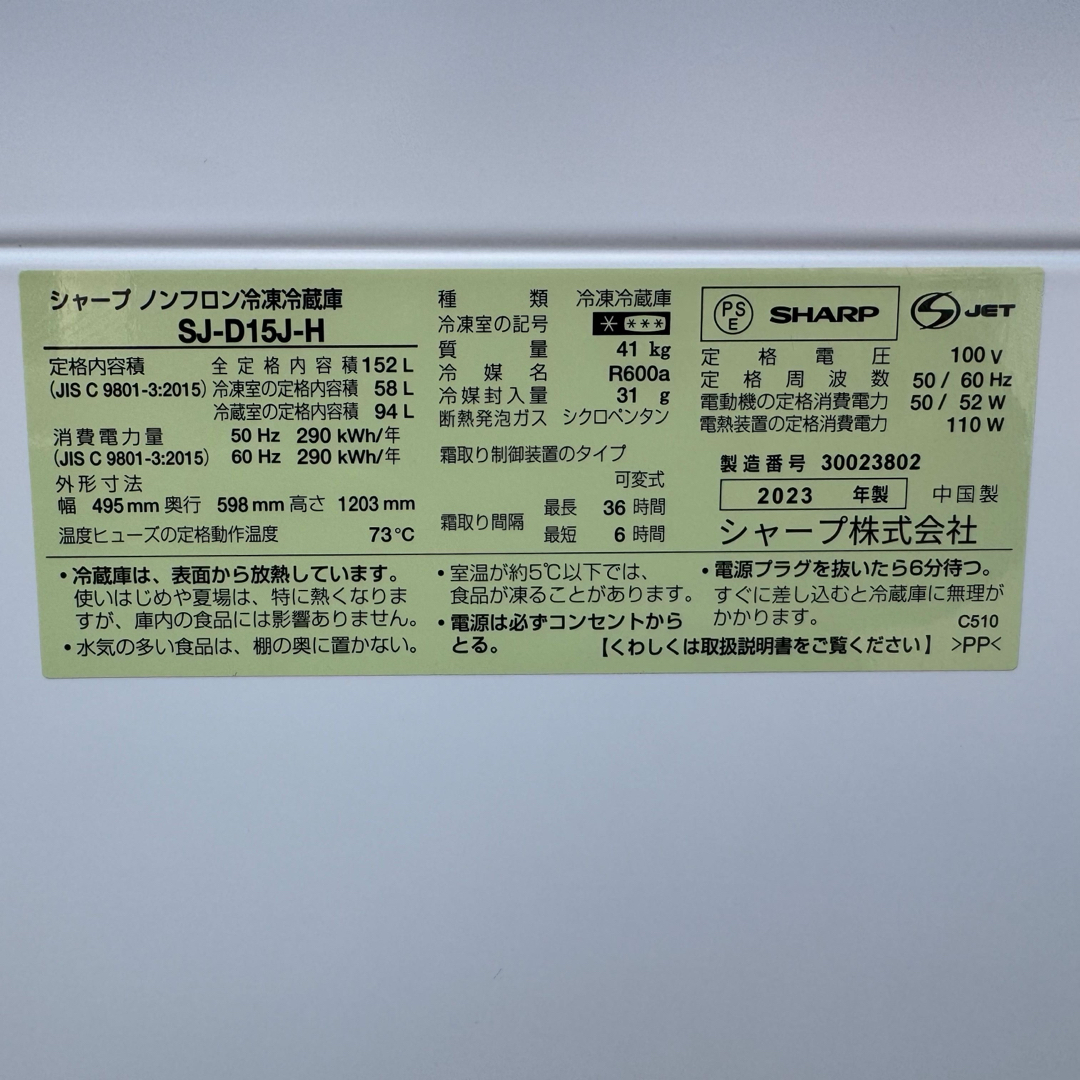 シャープ ノンフロン冷凍冷蔵庫
SJ-D15J-H
定格内容積 全定格内容積 152 L
(JIS C 9801-3:2015) 冷凍室の定格内容積 58 L
冷蔵室の定格内容積 94 L
消費電力量 50 Hz 290 kWh/年
(JIS C 9801-3:2015) 60 Hz 290 kWh/年
外形寸法
幅 495 mm 奥行 598 mm 高さ 1203 mm
温度ヒューズの定格動作温度 73℃
種類 冷凍冷蔵庫
冷凍室の記号 * ***
質量 41 kg
冷媒名 R600a
冷媒封入量 31 g
断熱発泡ガス シクロペンタン
霜取り制御装置のタイプ
可変式
霜取り間隔 最長 36 時間
最短 6 時間
PS E SHARP S JET
定格電圧 100 V
定格周波数 50 / 60 Hz
電動機の定格消費電力 50 / 52 W
電熱装置の定格消費電力 110 W
製造番号 30023802
2023 年製 中国製
シャープ株式会社
・冷蔵庫は、表面から放熱しています。
使いはじめや夏場は、特に熱くなりま
すが、庫内の食品には影響ありません。
・水気の多い食品は、棚の奥に置かない。
・室温が約5℃以下では、
食品が凍ることがあります。
・電源は必ずコンセントから
とる。
・電源プラグを抜いたら6分待つ。
すぐに差し込むと冷蔵庫に無理が
かかります。 C510
【くわしくは取扱説明書をご覧ください】 >PP<